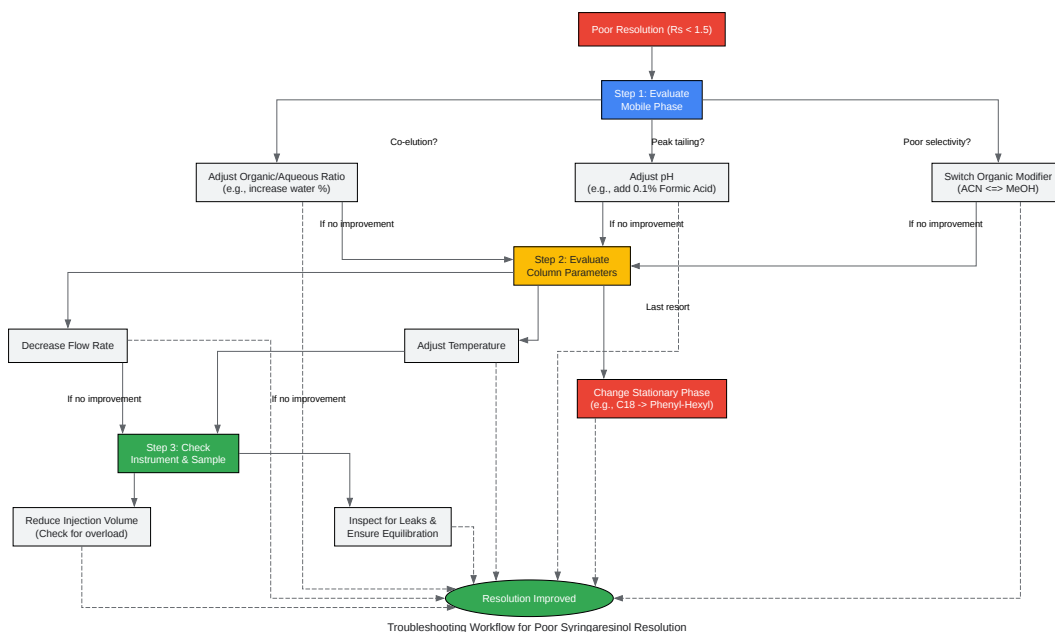 Poor Resolution (Rs < 1.5)
Step 1: Evaluate
Mobile Phase
Co-elution?
Peak tailing?
Poor selectivity?
Adjust Organic/Aqueous Ratio
(e.g., increase water %)
Adjust pH
(e.g., add 0.1% Formic Acid)
Switch Organic Modifier
(ACN <=> MeOH)
If no improvement
If no improvement
If no improvement
Step 2: Evaluate
Column Parameters
Last resort
Decrease Flow Rate
Adjust Temperature
Change Stationary Phase
(e.g., C18 -> Phenyl-Hexyl)
If no improvement
If no improvement
Step 3: Check
Instrument & Sample
Reduce Injection Volume
(Check for overload)
Inspect for Leaks &
Ensure Equilibration
Resolution Improved
Troubleshooting Workflow for Poor Syringaresinol Resolution